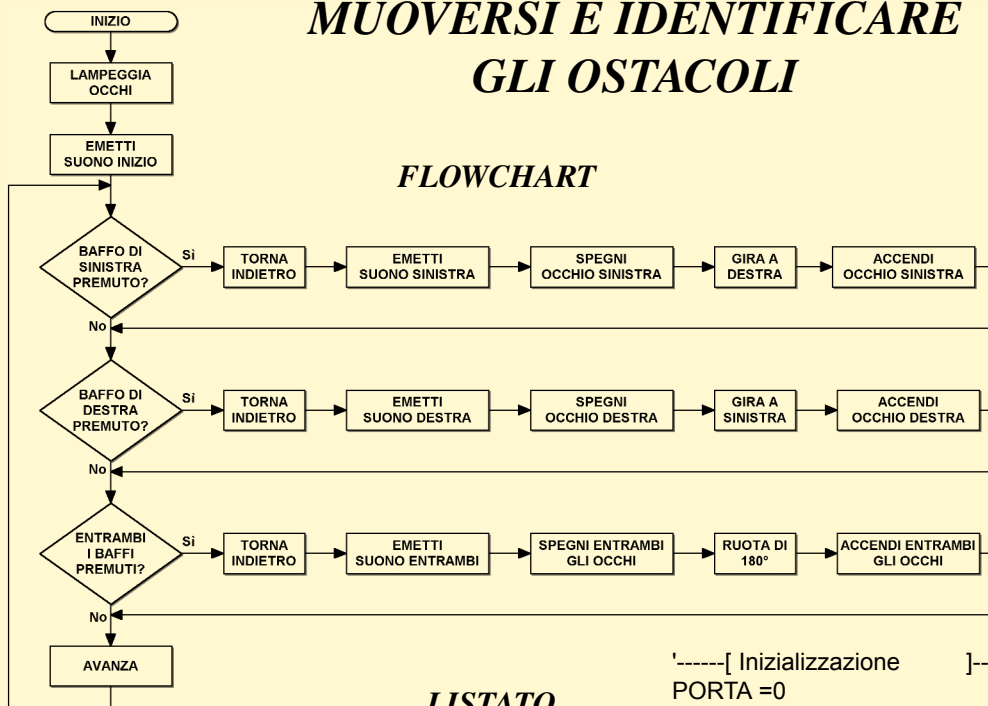 MUOVERSI E IDENTIFICARE
GLI OSTACOLI
FLOWCHART
INIZIO
LAMPEGGIA
OCCHI
EMETTI
SUONO INIZIO
BAFFO DI
SINISTRA
PREMUTO?
Sì
TORNA
INDIETRO
EMETTI
SUONO SINISTRA
SPEGNI
OCCHIO SINISTRA
GIRA A
DESTRA
ACCENDI
OCCHIO SINISTRA
No
BAFFO DI
DESTRA
PREMUTO?
Sì
TORNA
INDIETRO
EMETTI
SUONO DESTRA
SPEGNI
OCCHIO DESTRA
GIRA A
SINISTRA
ACCENDI
OCCHIO DESTRA
No
ENTRAMBI
I BAFFI
PREMUTI?
Sì
TORNA
INDIETRO
EMETTI
SUONO ENTRAMBI
SPEGNI ENTRAMBI
GLI OCCHI
RUOTA DI
180°
ACCENDI ENTRAMBI
GLI OCCHI
No
AVANZA
LISTATO
'------[ Inizializzazione ]--
PORTA =0